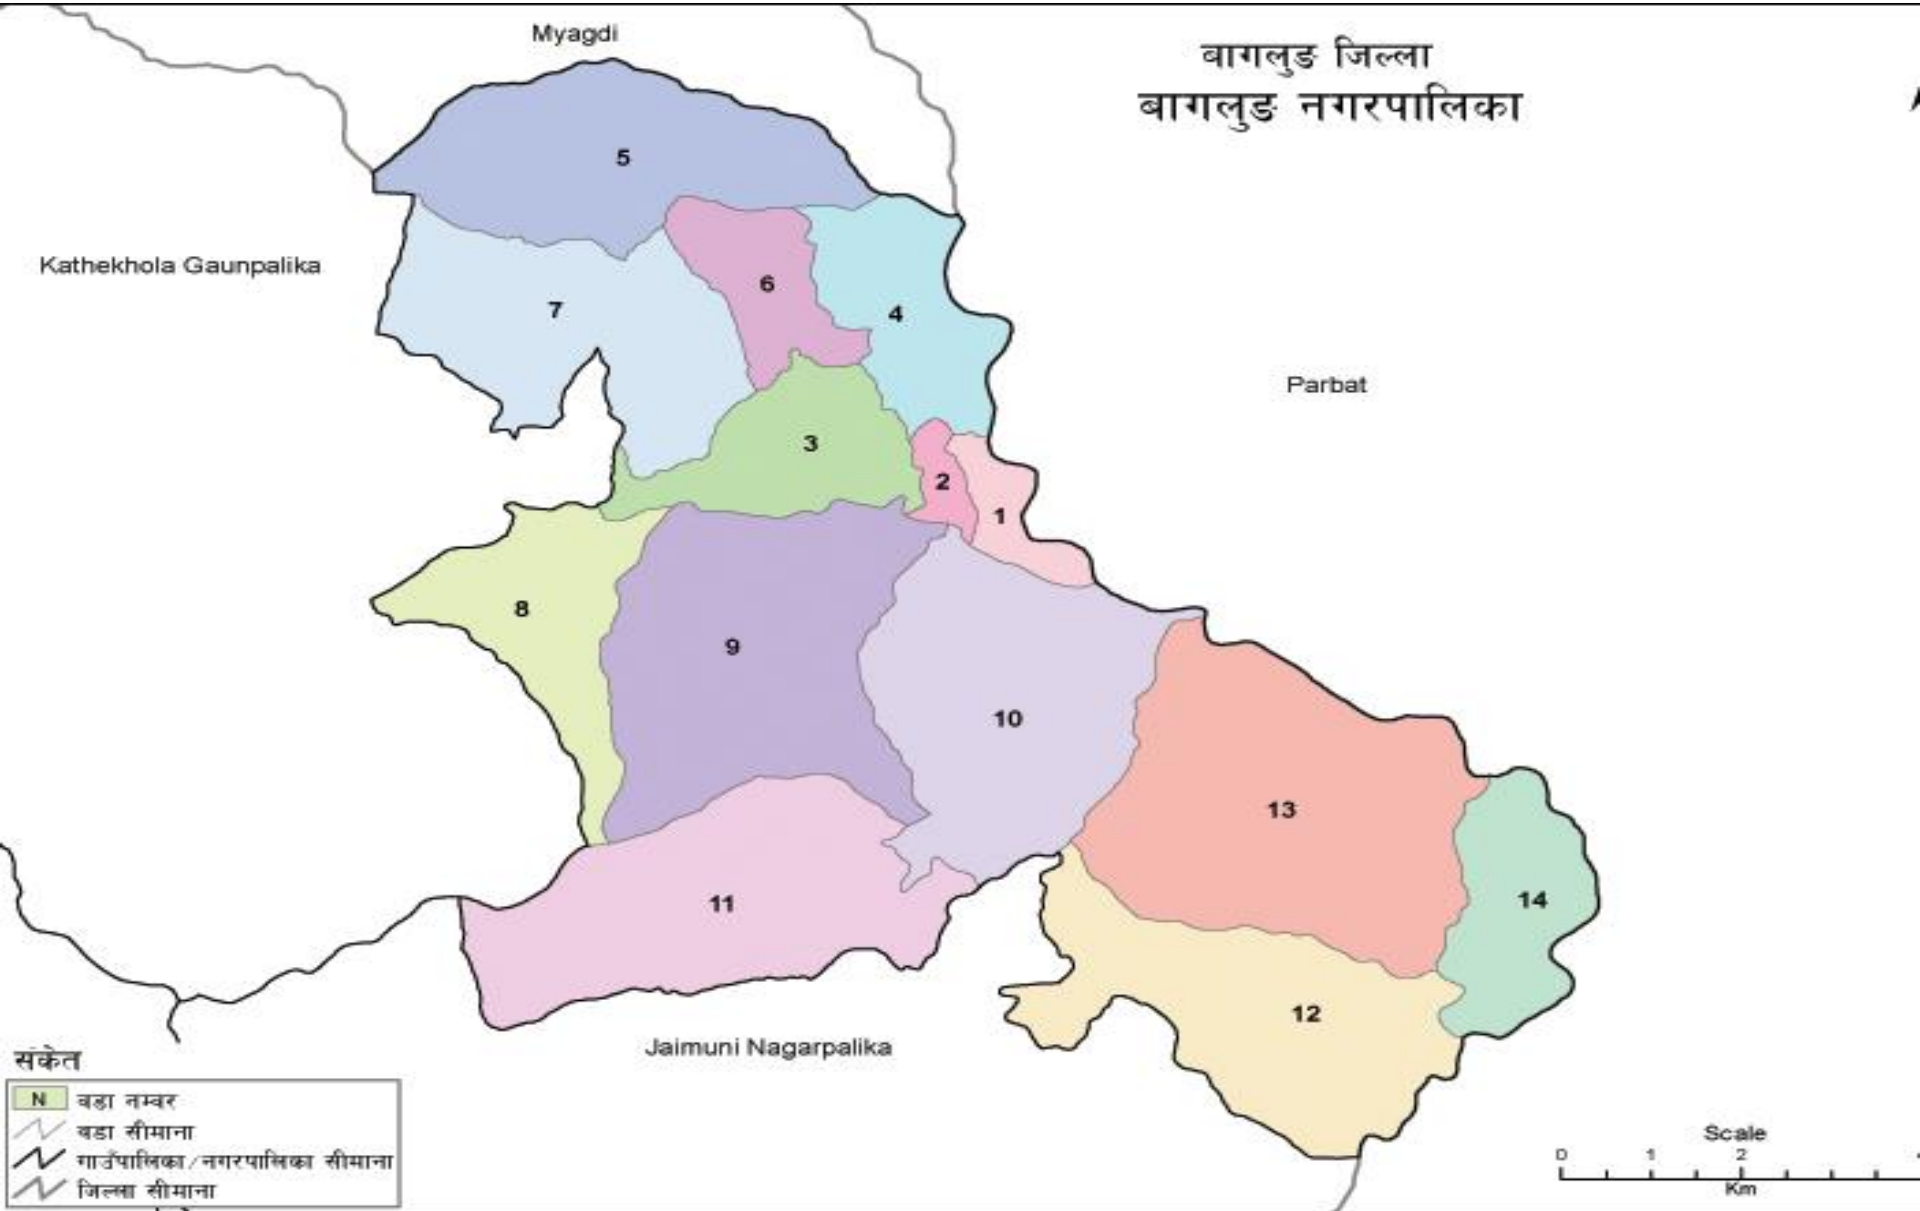 Myagdi
बागलुङ जिल्ला
बागलुङ नगरपालिका
5
Kathekhola Gaunpalika
6
7
4
Parbat
3
2
1
8
9
10
13
14
11
12
Jaimuni Nagarpalika
संकेत
N वडा नम्बर
वडा सीमाना
गाउँपालिका/नगरपालिका सीमाना
जिल्ला सीमाना
Scale
0 1 2
Km